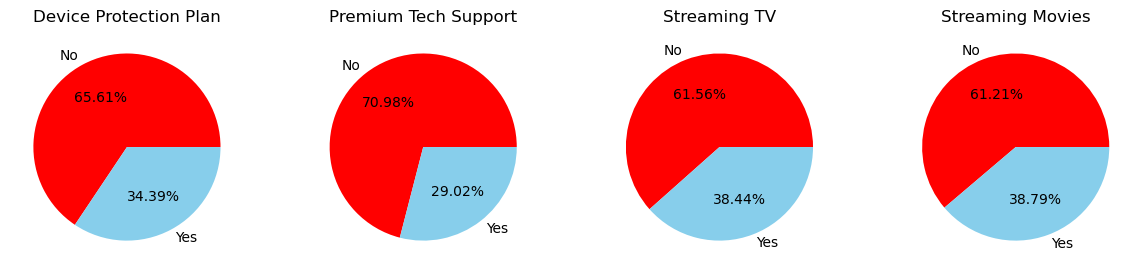 Device Protection Plan
No
65.61%
34.39%
Yes
Premium Tech Support
No
70.98%
29.02%
Yes
Streaming TV
No
61.56%
38.44%
Yes
Streaming Movies
No
61.21%
38.79%
Yes